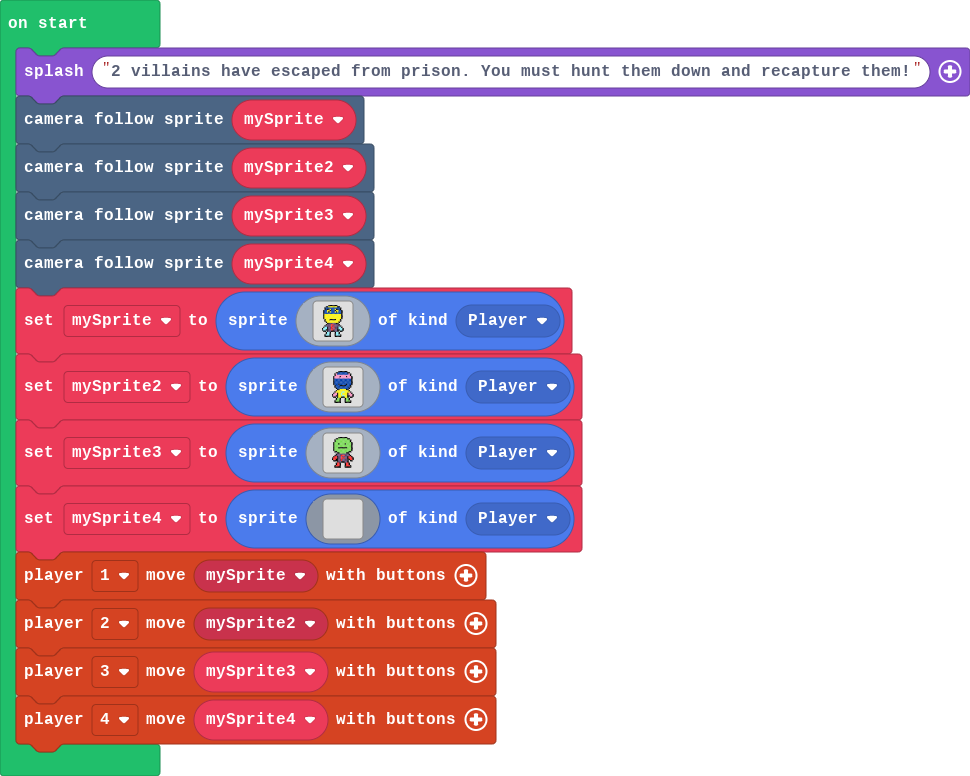 on start
splash "2 villains have escaped from prison. You must hunt them down and recapture them!"
camera follow sprite mySprite
camera follow sprite mySprite2
camera follow sprite mySprite3
camera follow sprite mySprite4
set mySprite to sprite of kind Player
set mySprite2 to sprite of kind Player
set mySprite3 to sprite of kind Player
set mySprite4 to sprite of kind Player
player 1 move mySprite with buttons
player 2 move mySprite2 with buttons
player 3 move mySprite3 with buttons
player 4 move mySprite4 with buttons